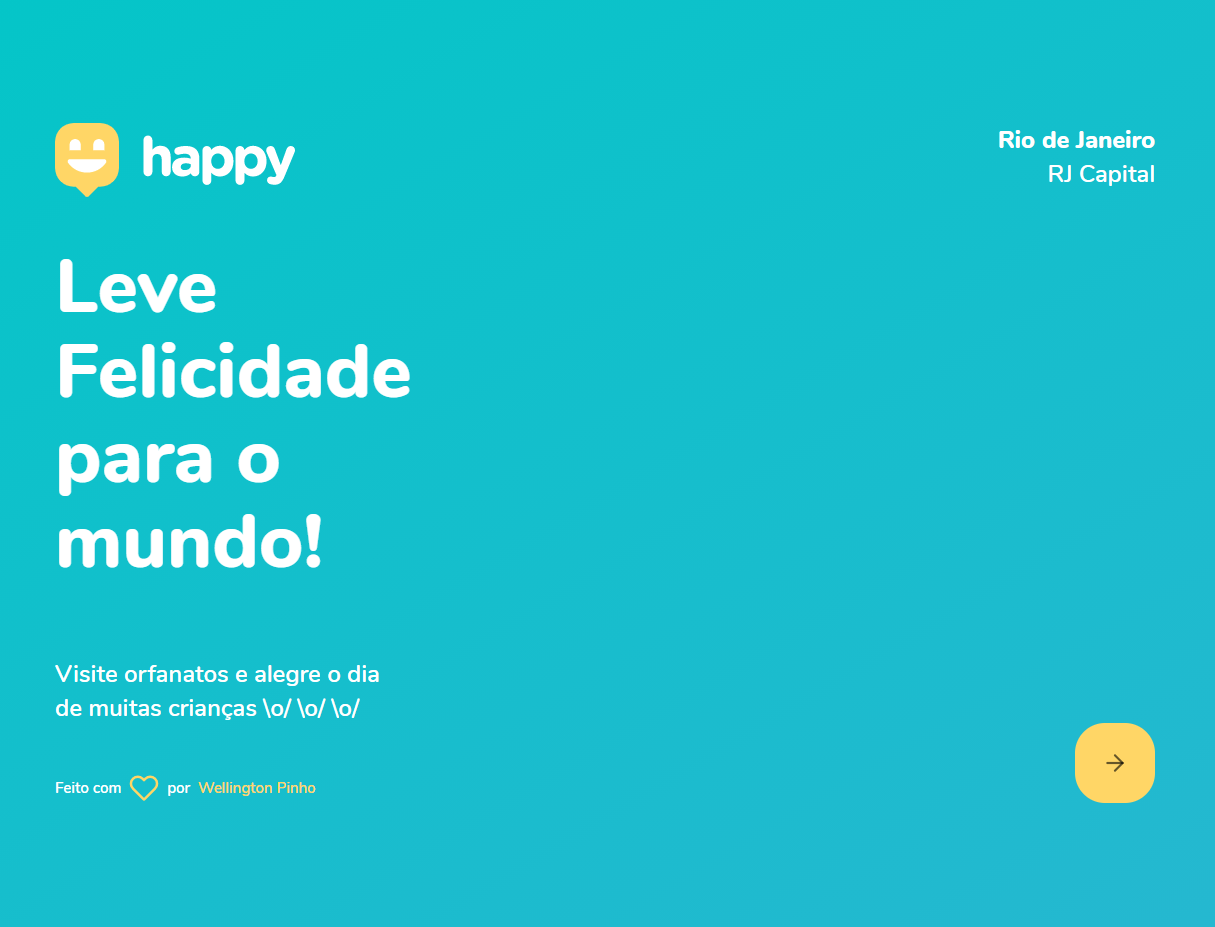 happy
Rio de Janeiro
RJ Capital
Leve
Felicidade
para o
mundo!
Visite orfanatos e alegre o dia
de muitas crianças \o/ \o/ \o/
Feito com por Wellington Pinho